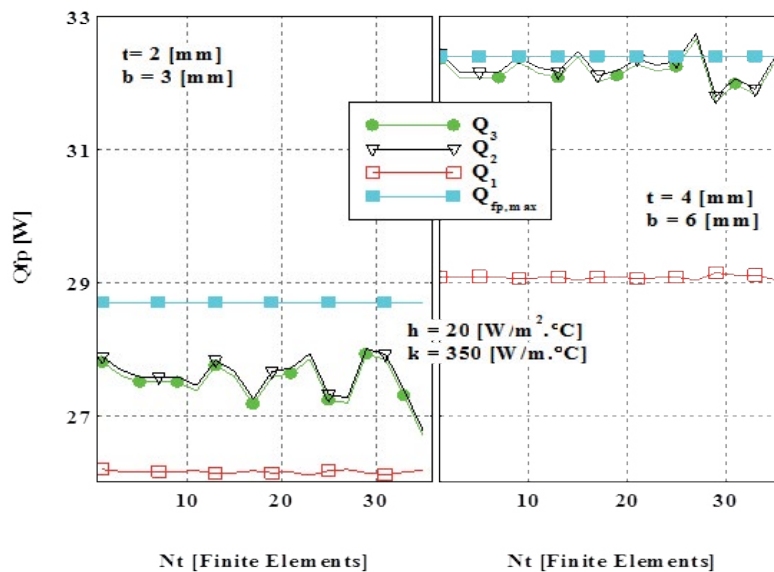 33
31
29
27
Qfp [W]
t= 2 [mm]
b = 3 [mm]
Q3
Q2
Q1
Qfp,max
t = 4 [mm]
b = 6 [mm]
h = 20 [W/m².°C]
k = 350 [W/m.°C]
10 20 30 10 20 30
Nt [Finite Elements] Nt [Finite Elements]